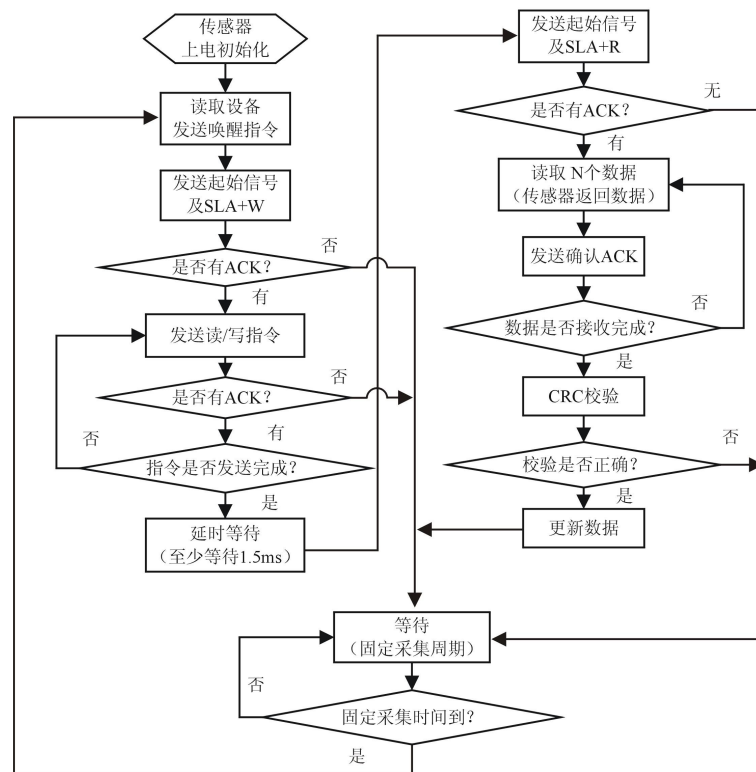 传感器
上电初始化
读取设备
发送唤醒指令
发送起始信号
及SLA+W
是否有ACK？
否
有
发送读/写指令
是否有ACK？
否
有
否
指令是否发送完成？
是
延时等待
（至少等待1.5ms）
发送起始信号
及SLA+R
是否有ACK？
无
有
读取 N个数据
（传感器返回数据）
发送确认ACK
数据是否接收完成？
否
是
CRC校验
校验是否正确？
否
是
更新数据
等待
（固定采集周期）
否
固定采集时间到？
是